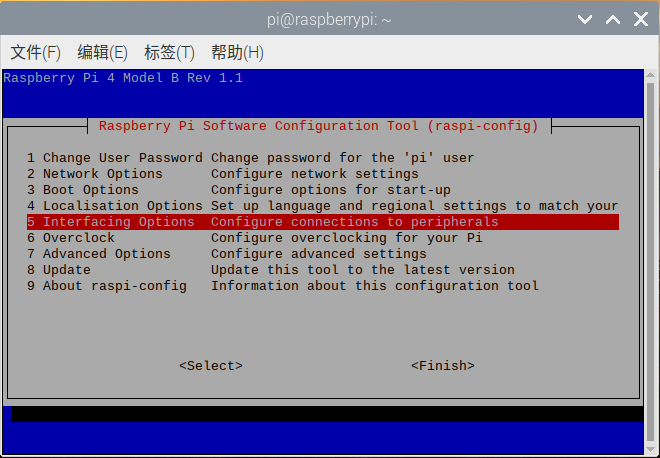 pi@raspberrypi: ~
文件(F) 编辑(E) 标签(T) 帮助(H)
Raspberry Pi 4 Model B Rev 1.1
Raspberry Pi Software Configuration Tool (raspi-config)
1 Change User Password Change password for the 'pi' user
2 Network Options Configure network settings
3 Boot Options Configure options for start-up
4 Localisation Options Set up language and regional settings to match your
5 Interfacing Options Configure connections to peripherals
6 Overclock Configure overclocking for your Pi
7 Advanced Options Configure advanced settings
8 Update Update this tool to the latest version
9 About raspi-config Information about this configuration tool
<Select> <Finish>